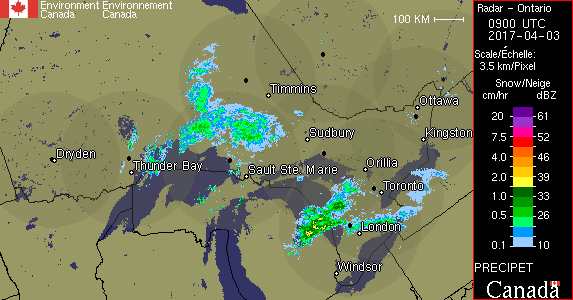 Environment Environnement
Canada Canada
100 KM
Timmins
Ottawa
Sudbury
Kingston
Dryden
Thunder Bay
Sault Ste. Marie
Orillia
Toronto
London
Windsor
Radar - Ontario
0900 UTC
2017-04-03
Scale/Échelle:
3.5 km/Pixel
Snow/Neige
cm/hr dBZ
20 61
7.5 52
4.0 46
2.0 39
1.0 33
0.5 26
0.1 10
PRECIPET
Canada